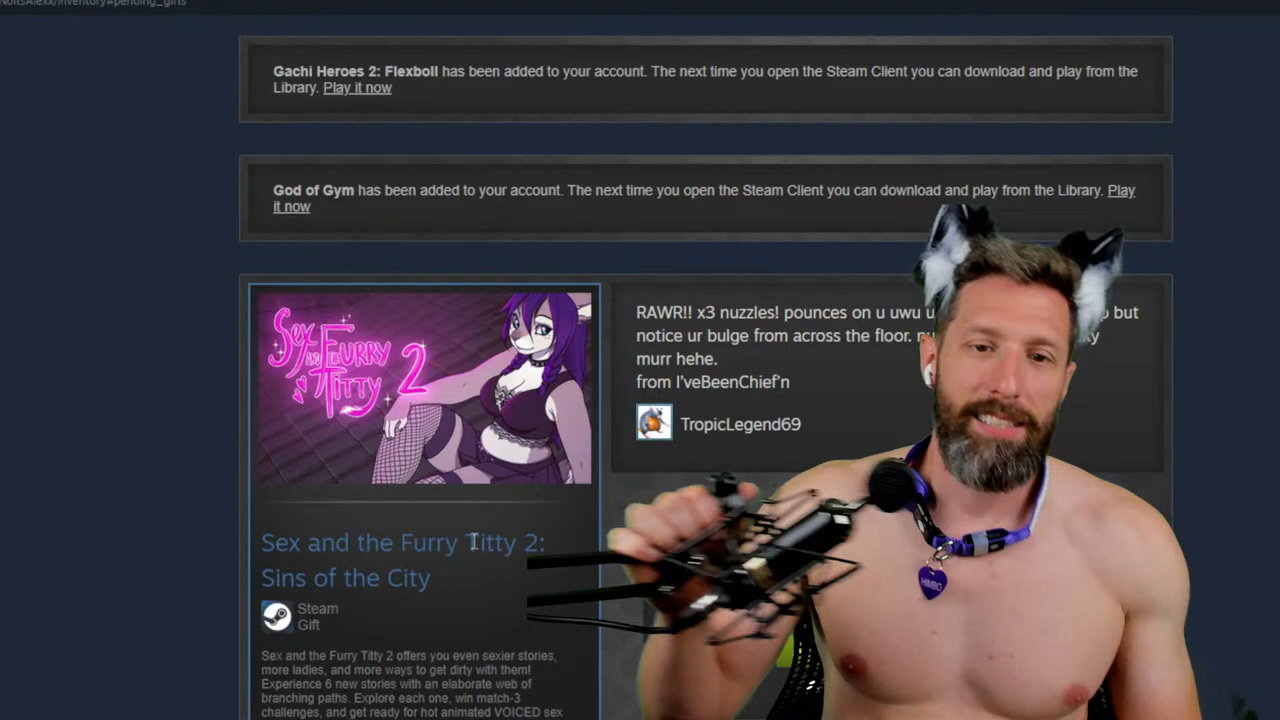 NoItsAlexx/inventory#pending_gifts
Gachi Heroes 2: Flexboll has been added to your account. The next time you open the Steam Client you can download and play from the
Library. Play it now
God of Gym has been added to your account. The next time you open the Steam Client you can download and play from the Library. Play
it now
SEX AND THE FURRY TITTY 2
RAWR!! x3 nuzzles! pounces on u uwu u but
notice ur bulge from across the floor.
murr hehe.
from I'veBeenChief'n
TropicLegend69
Sex and the Furry Titty 2:
Sins of the City
Steam
Gift
HIMBO
Sex and the Furry Titty 2 offers you even sexier stories,
more ladies, and more ways to get dirty with them!
Experience 6 new stories with an elaborate web of
branching paths. Explore each one, win match-3
challenges, and get ready for hot animated VOICED sex